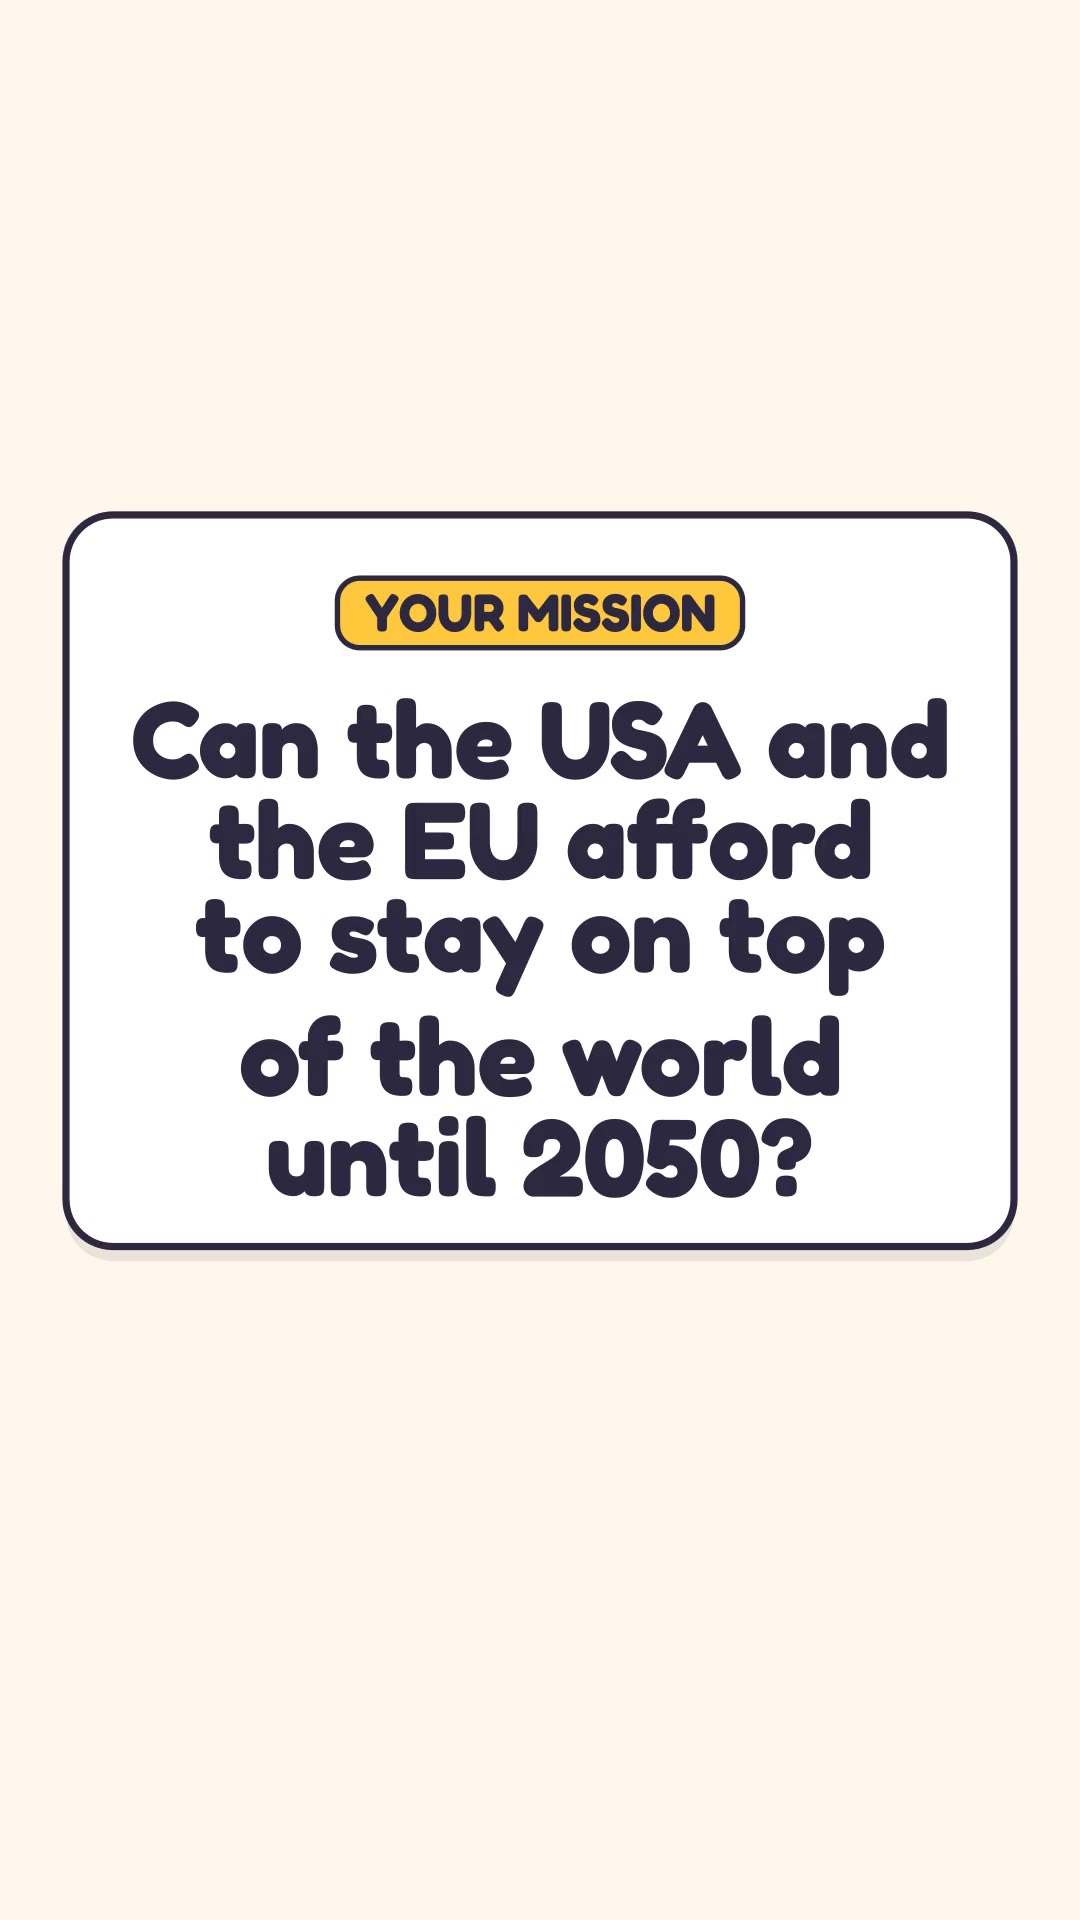 YOUR MISSION
Can the USA and
the EU afford
to stay on top
of the world
until 2050?